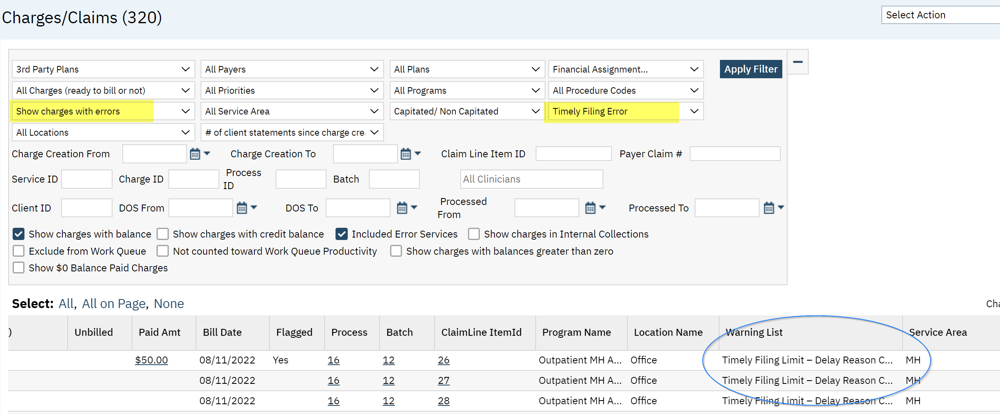 Charges/Claims (320)
Select Action
3rd Party Plans All Payers All Plans Financial Assignment... Apply Filter
All Charges (ready to bill or not) All Priorities All Programs All Procedure Codes
Show charges with errors All Service Area Capitated/ Non Capitated Timely Filing Error
All Locations # of client statements since charge cre
Charge Creation From Charge Creation To Claim Line Item ID Payer Claim #
Service ID Charge ID Process ID Batch All Clinicians
Client ID DOS From DOS To Processed From Processed To
Show charges with balance Show charges with credit balance Included Error Services Show charges in Internal Collections
Exclude from Work Queue Not counted toward Work Queue Productivity Show charges with balances greater than zero
Show $0 Balance Paid Charges
Select: All, All on Page, None Cha
) Unbilled Paid Amt Bill Date Flagged Process Batch ClaimLine ItemId Program Name Location Name Warning List Service Area
$50.00 08/11/2022 Yes 16 12 26 Outpatient MH A... Office Timely Filing Limit – Delay Reason C... MH
08/11/2022 16 12 27 Outpatient MH A... Office Timely Filing Limit – Delay Reason C... MH
08/11/2022 16 12 28 Outpatient MH A... Office Timely Filing Limit – Delay Reason C... MH